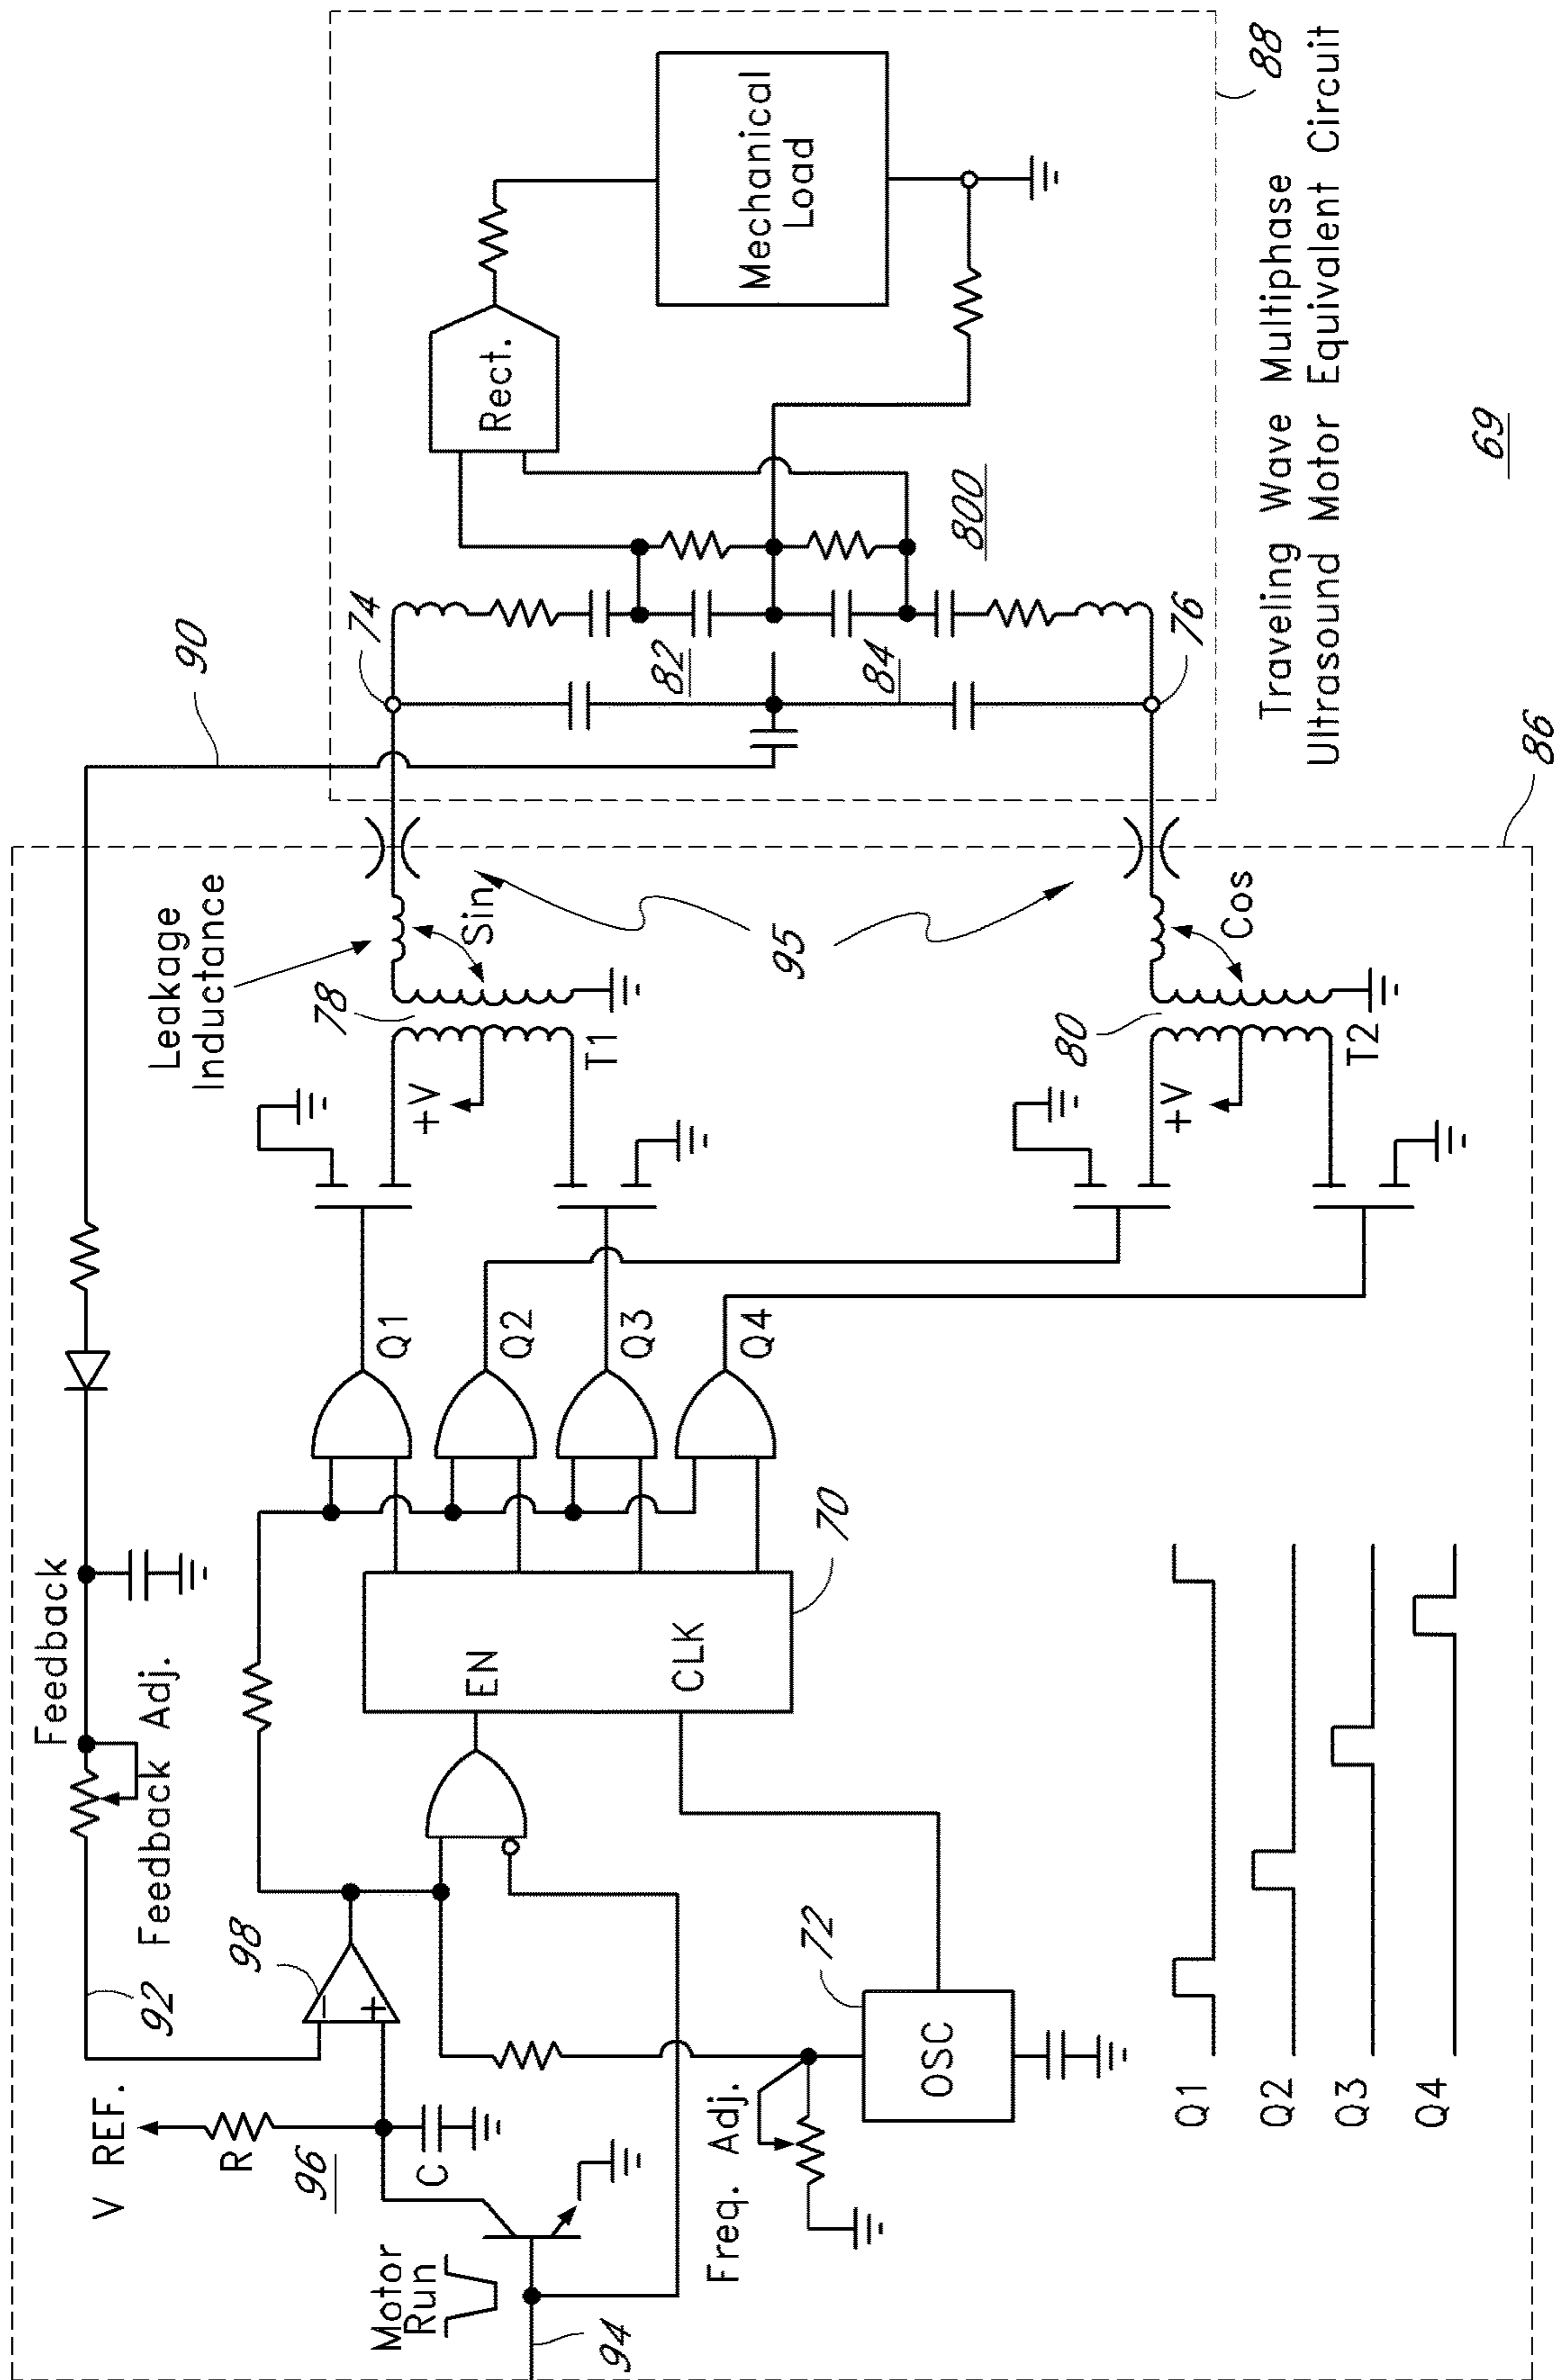 V REF.
R
96
C
Motor
Run
94
92
98
Feedback
Feedback Adj.
Freq. Adj.
72
OSC
EN
CLK
70
Q1
Q2
Q3
Q4
Q1
Q2
Q3
Q4
Leakage
Inductance
78
Sin
+V
T1
95
80
Cos
+V
T2
90
74
82
84
76
800
Rect.
Mechanical
Load
88
86
Traveling Wave Multiphase
Ultrasound Motor Equivalent Circuit
69